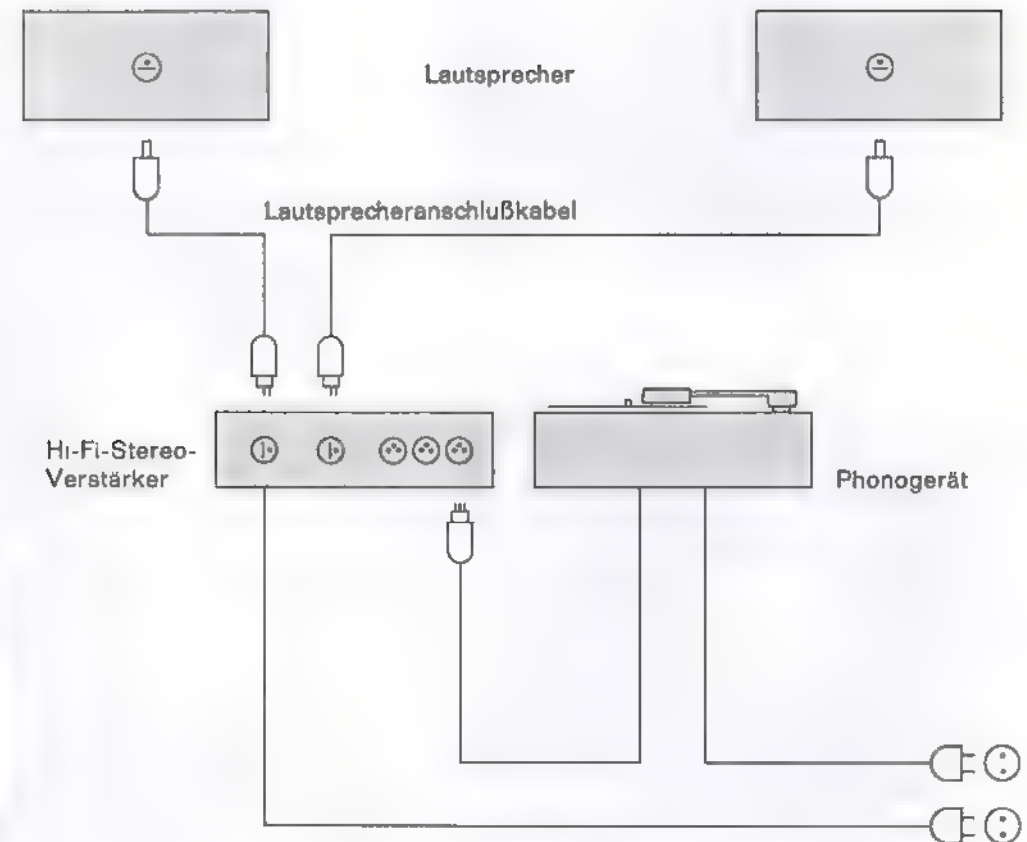 Lautsprecher
Lautsprecheranschlußkabel
Hi-Fi-Stereo-
Verstärker
Phonogerät